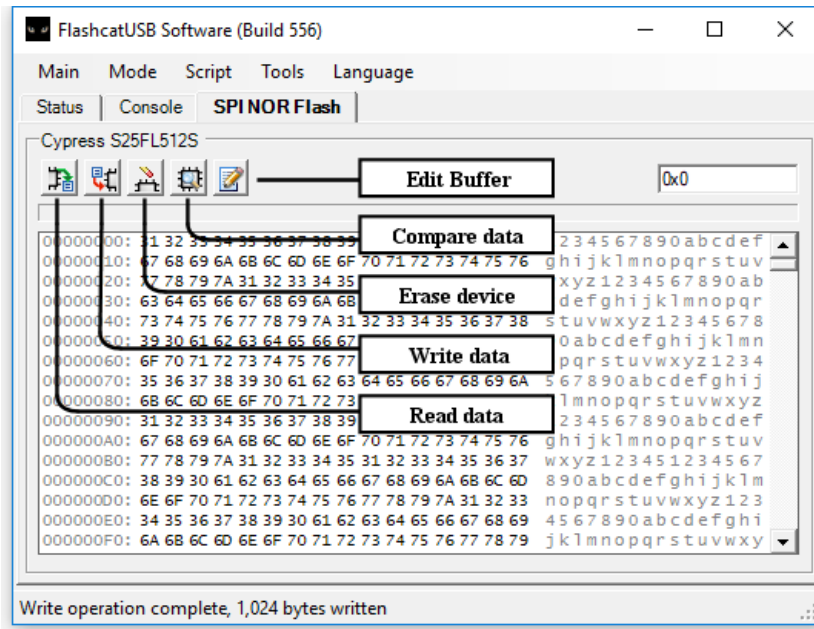 FlashcatUSB Software (Build 556)
Main Mode Script Tools Language
Status Console SPI NOR Flash
Cypress S25FL512S
Edit Buffer 0x0
Compare data
00000000: 31 32 33 34 35 36 37 38 39 2 3 4 5 6 7 8 9 0 a b c d e f
00000010: 67 68 69 6A 6B 6C 6D 6E 6F 70 71 72 73 74 75 76 g h i j k l m n o p q r s t u v
00000020: 77 78 79 7A 31 32 33 34 35 x y z 1 2 3 4 5 6 7 8 9 0 a b
Erase device
00000030: 63 64 65 66 67 68 69 6A 6B d e f g h i j k l m n o p q r
00000040: 73 74 75 76 77 78 79 7A 31 32 33 34 35 36 37 38 s t u v w x y z 1 2 3 4 5 6 7 8
00000050: 39 30 61 62 63 64 65 66 67 0 a b c d e f g h i j k l m n
Write data
00000060: 6F 70 71 72 73 74 75 76 77 p q r s t u v w x y z 1 2 3 4
00000070: 35 36 37 38 39 30 61 62 63 64 65 66 67 68 69 6A 5 6 7 8 9 0 a b c d e f g h i j
00000080: 6B 6C 6D 6E 6F 70 71 72 73 l m n o p q r s t u v w x y z
Read data
00000090: 31 32 33 34 35 36 37 38 39 2 3 4 5 6 7 8 9 0 a b c d e f
000000A0: 67 68 69 6A 6B 6C 6D 6E 6F 70 71 72 73 74 75 76 g h i j k l m n o p q r s t u v
000000B0: 77 78 79 7A 31 32 33 34 35 31 32 33 34 35 36 37 w x y z 1 2 3 4 5 1 2 3 4 5 6 7
000000C0: 38 39 30 61 62 63 64 65 66 67 68 69 6A 6B 6C 6D 8 9 0 a b c d e f g h i j k l m
000000D0: 6E 6F 70 71 72 73 74 75 76 77 78 79 7A 31 32 33 n o p q r s t u v w x y z 1 2 3
000000E0: 34 35 36 37 38 39 30 61 62 63 64 65 66 67 68 69 4 5 6 7 8 9 0 a b c d e f g h i
000000F0: 6A 6B 6C 6D 6E 6F 70 71 72 73 74 75 76 77 78 79 j k l m n o p q r s t u v w x y
Write operation complete, 1,024 bytes written